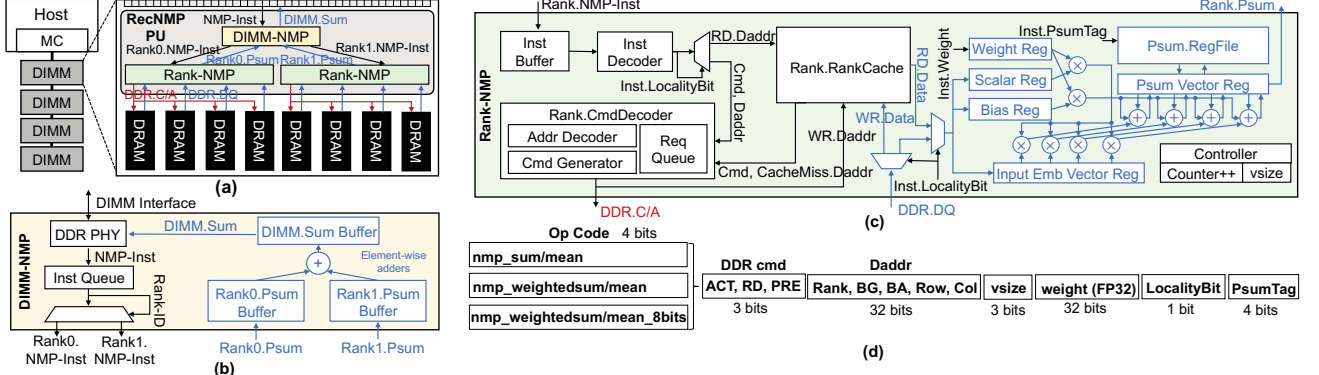 Host
MC
DIMM
DIMM
DIMM
DIMM
RecNMP
PU
NMP-Inst
DIMM.Sum
DIMM-NMP
Rank0.NMP-Inst
Rank1.NMP-Inst
Rank0.Psum
Rank1.Psum
Rank-NMP
Rank-NMP
DDR.C/A
DDR.DQ
DRAM
DRAM
DRAM
DRAM
DRAM
DRAM
DRAM
DRAM
(a)
DIMM Interface
DIMM-NMP
DDR PHY
DIMM.Sum
DIMM.Sum Buffer
NMP-Inst
Inst Queue
Element-wise
adders
Rank-ID
Rank0.Psum
Buffer
Rank1.Psum
Buffer
Rank0.
NMP-Inst
Rank1.
NMP-Inst
Rank0.Psum
Rank1.Psum
(b)
Rank.NMP-Inst
Rank.Psum
Rank-NMP
Inst
Buffer
Inst
Decoder
RD.Daddr
Inst.LocalityBit
Cmd, Daddr
Rank.RankCache
RD.Data
Inst.Weight
Inst.PsumTag
Weight Reg
Scalar Reg
Bias Reg
Psum.RegFile
Psum Vector Reg
Rank.CmdDecoder
Addr Decoder
Cmd Generator
Req
Queue
WR.Data
WR.Daddr
Cmd, CacheMiss.Daddr
Inst.LocalityBit
Input Emb Vector Reg
Controller
Counter++
vsize
DDR.C/A
DDR.DQ
(c)
Op Code 4 bits
nmp_sum/mean
nmp_weightedsum/mean
nmp_weightedsum/mean_8bits
DDR cmd
ACT, RD, PRE
3 bits
Daddr
Rank, BG, BA, Row, Col
32 bits
vsize
3 bits
weight (FP32)
32 bits
LocalityBit
1 bit
PsumTag
4 bits
(d)